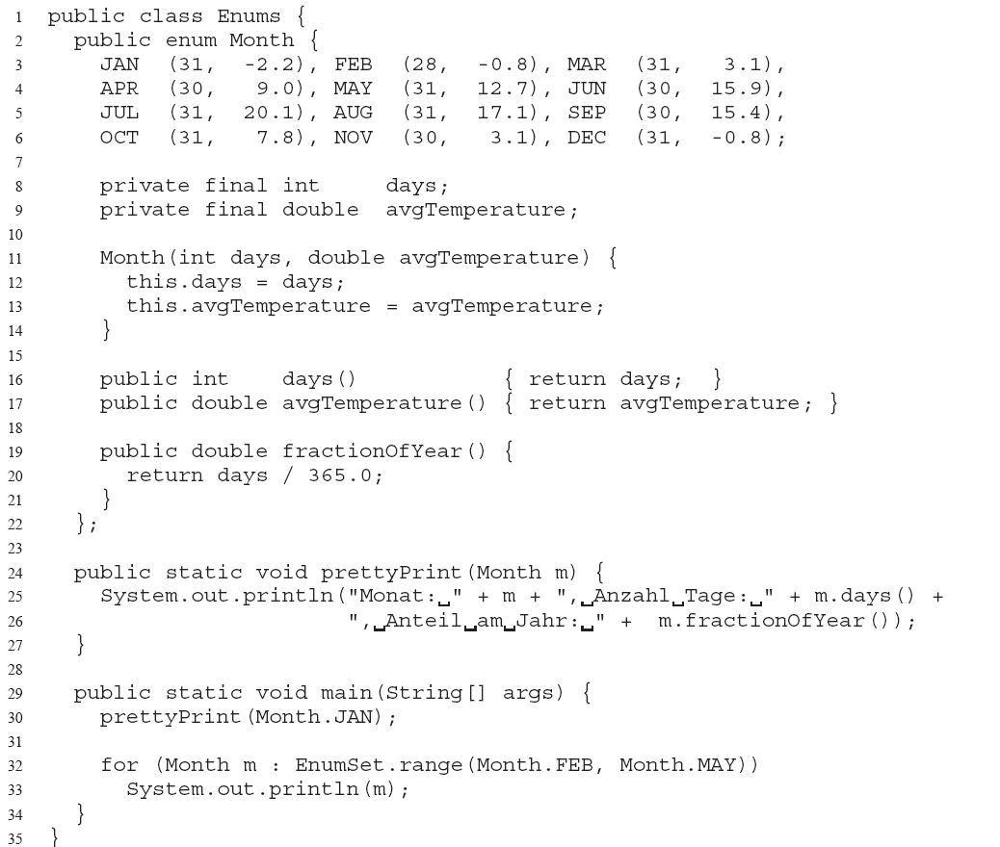 1 public class Enums {
2   public enum Month {
3     JAN  (31,  -2.2), FEB  (28,  -0.8), MAR  (31,   3.1),
4     APR  (30,   9.0), MAY  (31,  12.7), JUN  (30,  15.9),
5     JUL  (31,  20.1), AUG  (31,  17.1), SEP  (30,  15.4),
6     OCT  (31,   7.8), NOV  (30,   3.1), DEC  (31,  -0.8);
7
8     private final int     days;
9     private final double  avgTemperature;
10
11     Month(int days, double avgTemperature) {
12       this.days = days;
13       this.avgTemperature = avgTemperature;
14     }
15
16     public int    days()           { return days;  }
17     public double avgTemperature() { return avgTemperature; }
18
19     public double fractionOfYear() {
20       return days / 365.0;
21     }
22   };
23
24   public static void prettyPrint(Month m) {
25     System.out.println("Monat:␣" + m + ",␣Anzahl␣Tage:␣" + m.days() +
26                        ",␣Anteil␣am␣Jahr:␣" +  m.fractionOfYear());
27   }
28
29   public static void main(String[] args) {
30     prettyPrint(Month.JAN);
31
32     for (Month m : EnumSet.range(Month.FEB, Month.MAY))
33       System.out.println(m);
34   }
35 }